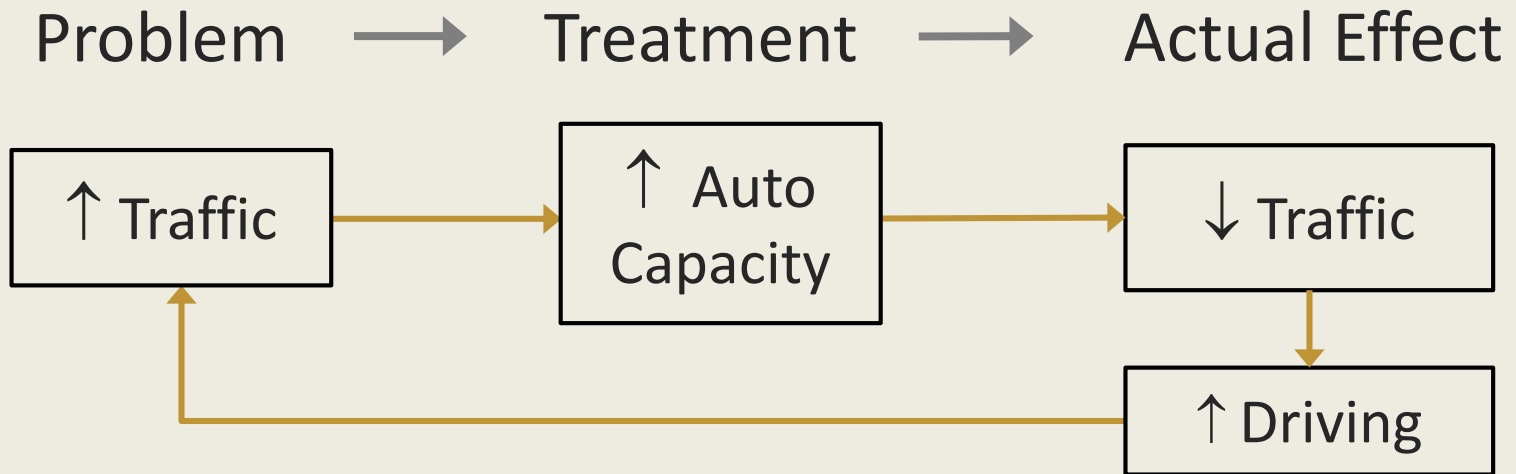 Problem → Treatment → Actual Effect
↑ Traffic
↑ Auto
Capacity
↓ Traffic
↑ Driving